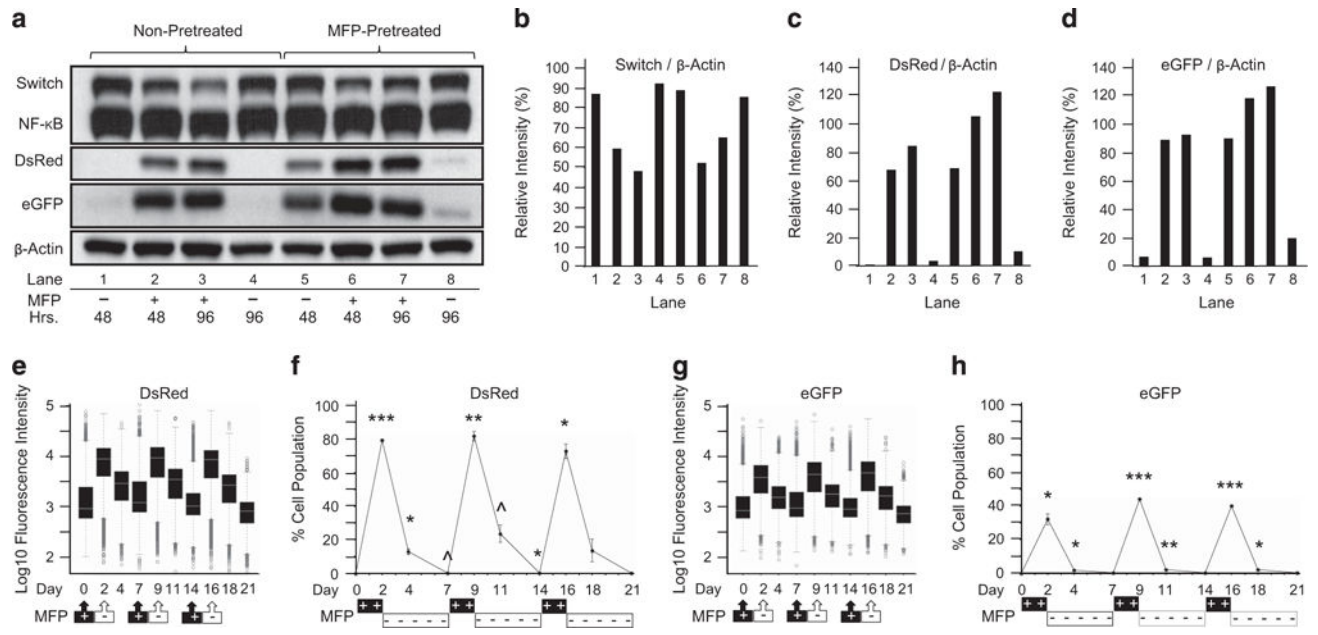 a
Non-Pretreated MFP-Pretreated
Switch
NF-κB
DsRed
eGFP
β-Actin
Lane 1 2 3 4 5 6 7 8
MFP – + + – – + + –
Hrs. 48 48 96 96 48 48 96 96
b
Switch / β-Actin
Relative Intensity (%)
100
90
80
70
60
50
40
30
20
10
0
1 2 3 4 5 6 7 8
Lane
c
DsRed / β-Actin
Relative Intensity (%)
140
120
100
80
60
40
20
0
1 2 3 4 5 6 7 8
Lane
d
eGFP / β-Actin
Relative Intensity (%)
140
120
100
80
60
40
20
0
1 2 3 4 5 6 7 8
Lane
e
DsRed
Log10 Fluorescence Intensity
5
4
3
2
Day 0 2 4 7 9 11 14 16 18 21
MFP + - + - + -
f
DsRed
% Cell Population
100
80
60
40
20
0
*** ** *
* ^ ^ *
Day 0 2 4 7 9 11 14 16 18 21
MFP + + - - - - - + + - - - - - + + - - - - -
g
eGFP
Log10 Fluorescence Intensity
5
4
3
2
Day 0 2 4 7 9 11 14 16 18 21
MFP + - + - + -
h
eGFP
% Cell Population
100
80
60
40
20
0
* *** ***
* ** *
Day 0 2 4 7 9 11 14 16 18 21
MFP + + - - - - - + + - - - - - + + - - - - -